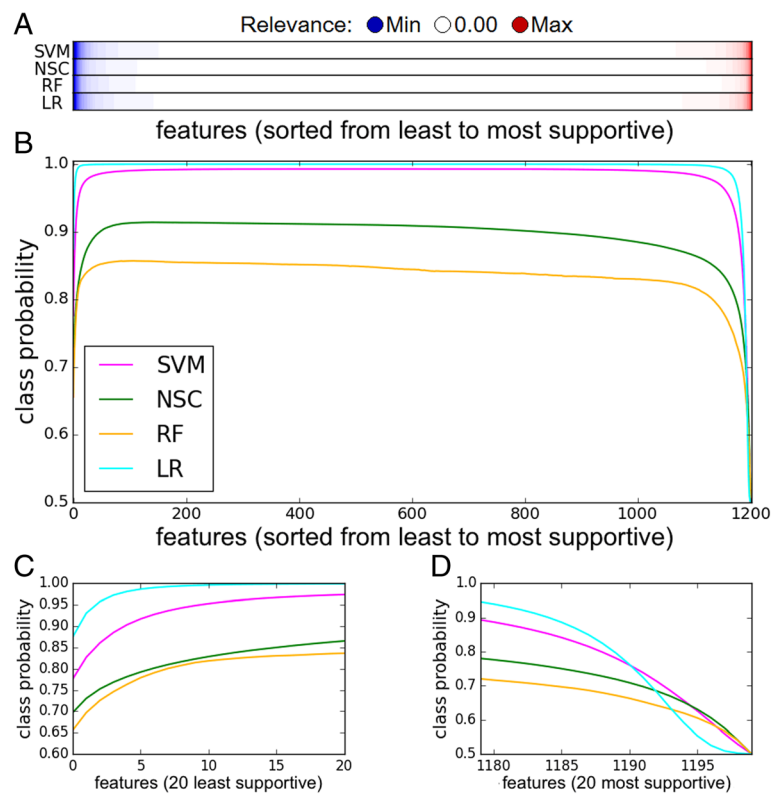 A
Relevance: Min 0.00 Max
SVM
NSC
RF
LR
features (sorted from least to most supportive)
B
1.0
0.9
0.8
0.7
0.6
0.5
class probability
SVM
NSC
RF
LR
0 200 400 600 800 1000 1200
features (sorted from least to most supportive)
C
1.00
0.95
0.90
0.85
0.80
0.75
0.70
0.65
0.60
class probability
0 5 10 15 20
features (20 least supportive)
D
1.0
0.9
0.8
0.7
0.6
0.5
class probability
1180 1185 1190 1195
features (20 most supportive)